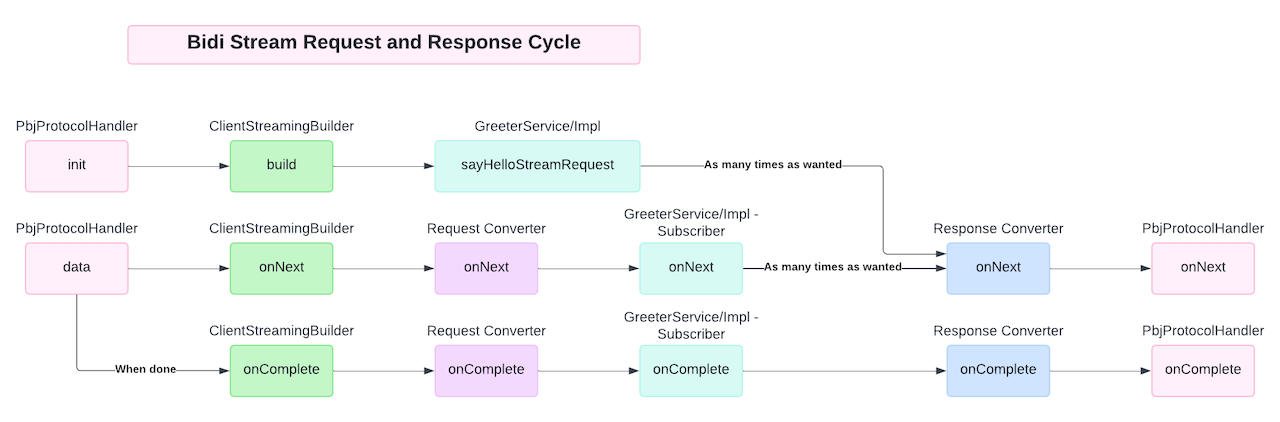 Bidi Stream Request and Response Cycle
PbjProtocolHandler
ClientStreamingBuilder
GreeterService/Impl
init
build
sayHelloStreamRequest
As many times as wanted
PbjProtocolHandler
ClientStreamingBuilder
Request Converter
GreeterService/Impl -
Subscriber
Response Converter
PbjProtocolHandler
data
onNext
onNext
onNext
As many times as wanted
onNext
onNext
ClientStreamingBuilder
Request Converter
GreeterService/Impl -
Subscriber
Response Converter
PbjProtocolHandler
When done
onComplete
onComplete
onComplete
onComplete
onComplete